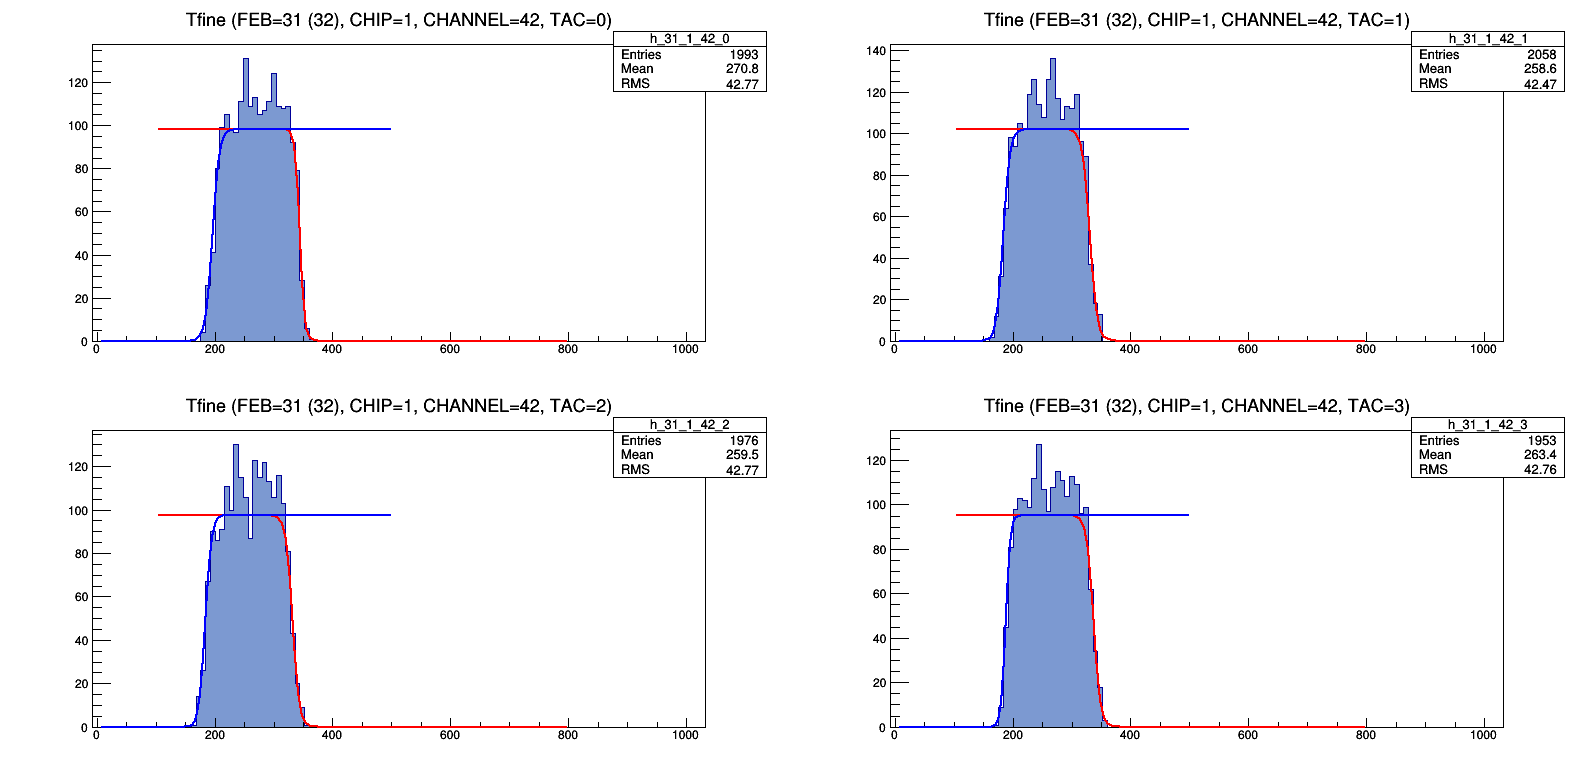 Tfine (FEB=31 (32), CHIP=1, CHANNEL=42, TAC=0)
h_31_1_42_0
Entries 1993
Mean 270.8
RMS 42.77
120
100
80
60
40
20
0
0 200 400 600 800 1000
Tfine (FEB=31 (32), CHIP=1, CHANNEL=42, TAC=1)
h_31_1_42_1
Entries 2058
Mean 258.6
RMS 42.47
140
120
100
80
60
40
20
0
0 200 400 600 800 1000
Tfine (FEB=31 (32), CHIP=1, CHANNEL=42, TAC=2)
h_31_1_42_2
Entries 1976
Mean 259.5
RMS 42.77
120
100
80
60
40
20
0
0 200 400 600 800 1000
Tfine (FEB=31 (32), CHIP=1, CHANNEL=42, TAC=3)
h_31_1_42_3
Entries 1953
Mean 263.4
RMS 42.76
120
100
80
60
40
20
0
0 200 400 600 800 1000